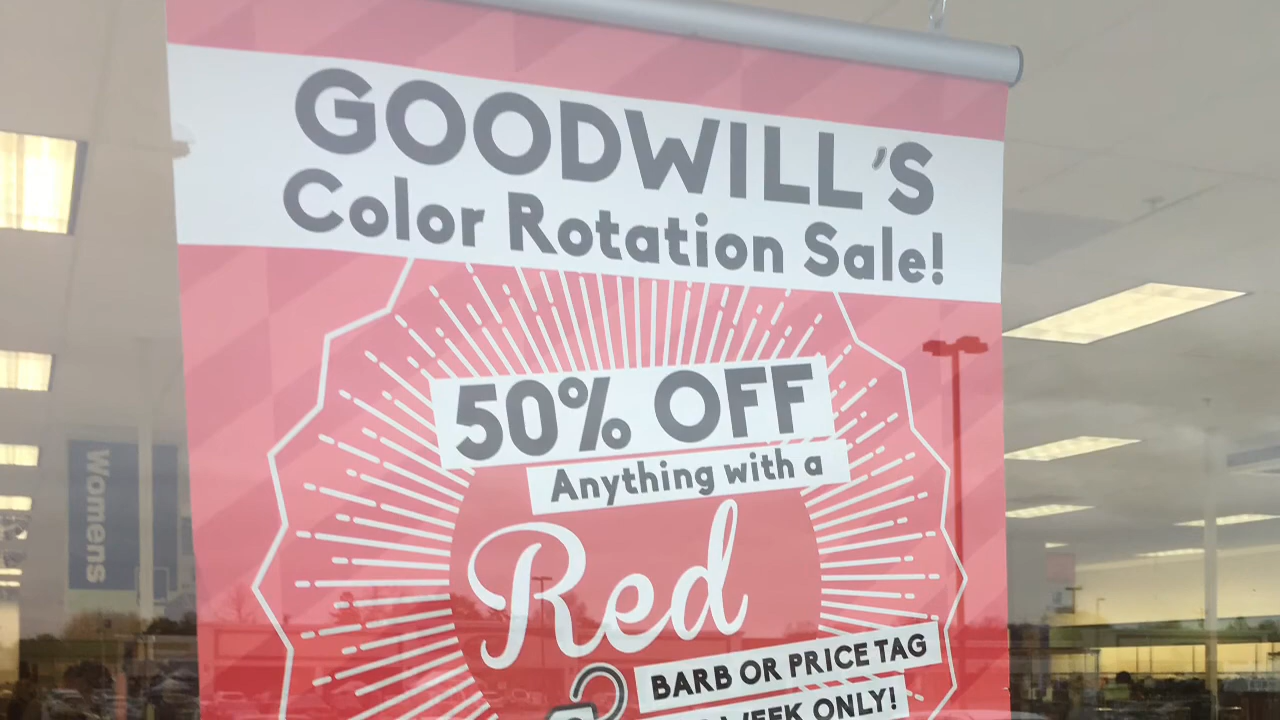 GOODWILL'S
Color Rotation Sale!
50% OFF
Anything with a
Red
BARB OR PRICE TAG
WEEK ONLY!
Womens